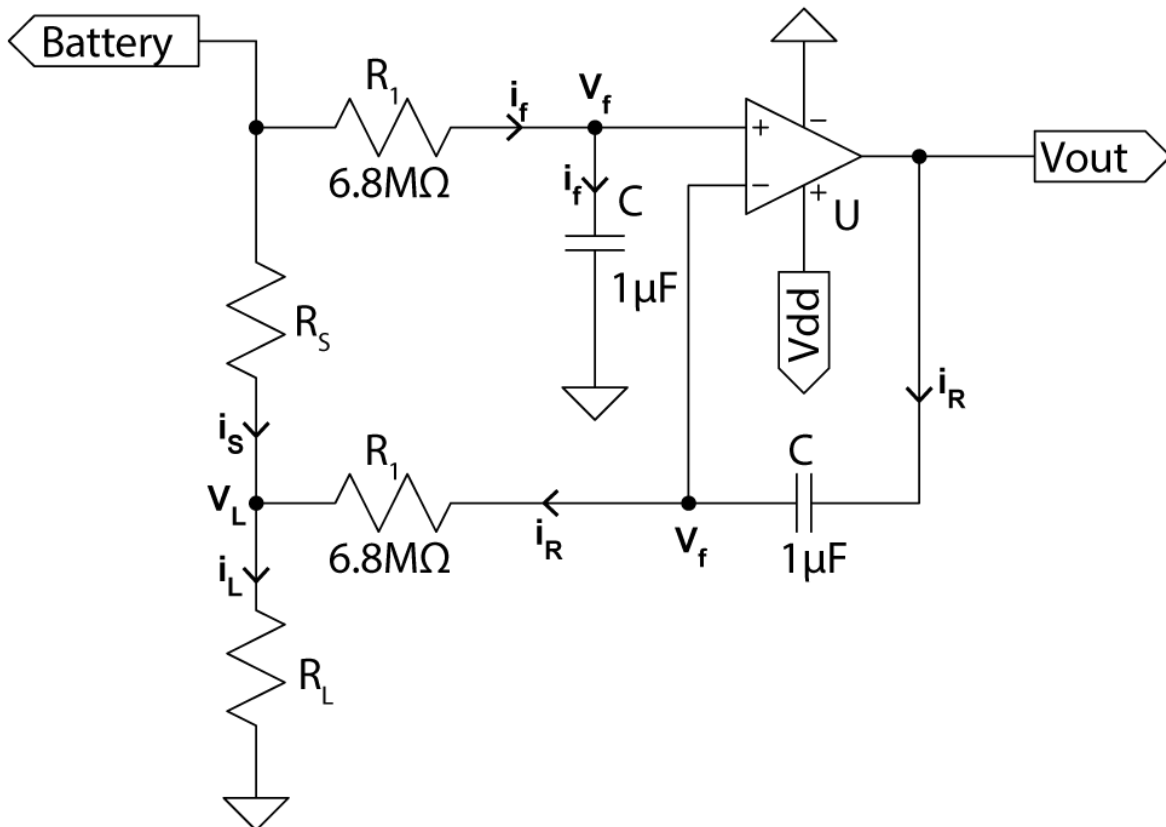 Battery
R₁
i_f
V_f
+
−
−
+
6.8MΩ
i_f
C
1µF
U
Vout
Vdd
R_S
i_S
i_R
V_L
R₁
6.8MΩ
i_R
V_f
C
1µF
i_L
R_L